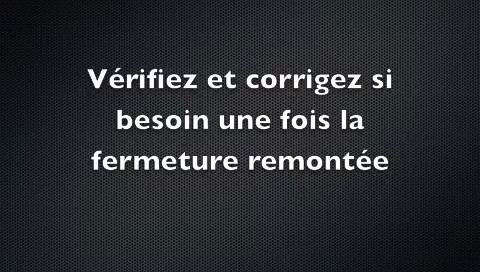 Vérifiez et corrigez si
besoin une fois la
fermeture remontée